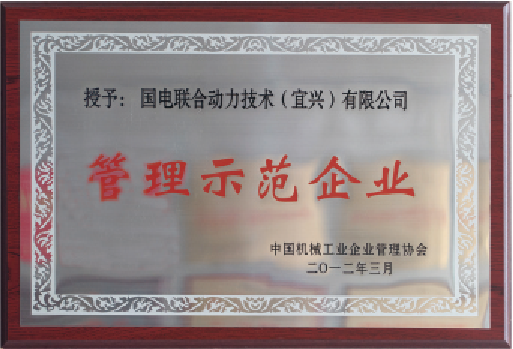 授予：国电联合动力技术（宜兴）有限公司
管理示范企业
中国机械工业企业管理协会
二〇一二年三月